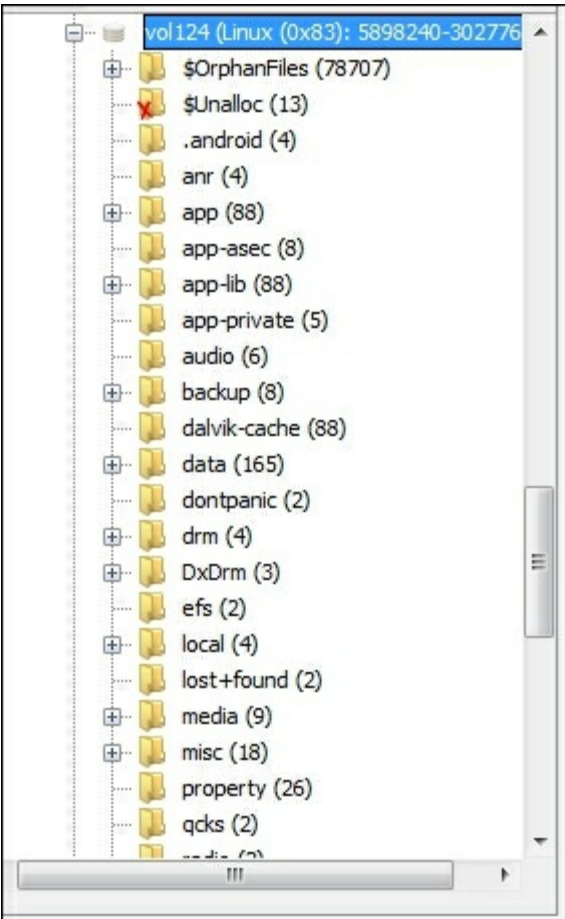 vol124 (Linux (0x83): 5898240-302776
$OrphanFiles (78707)
$Unalloc (13)
.android (4)
anr (4)
app (88)
app-asec (8)
app-lib (88)
app-private (5)
audio (6)
backup (8)
dalvik-cache (88)
data (165)
dontpanic (2)
drm (4)
DxDrm (3)
efs (2)
local (4)
lost+found (2)
media (9)
misc (18)
property (26)
qcks (2)